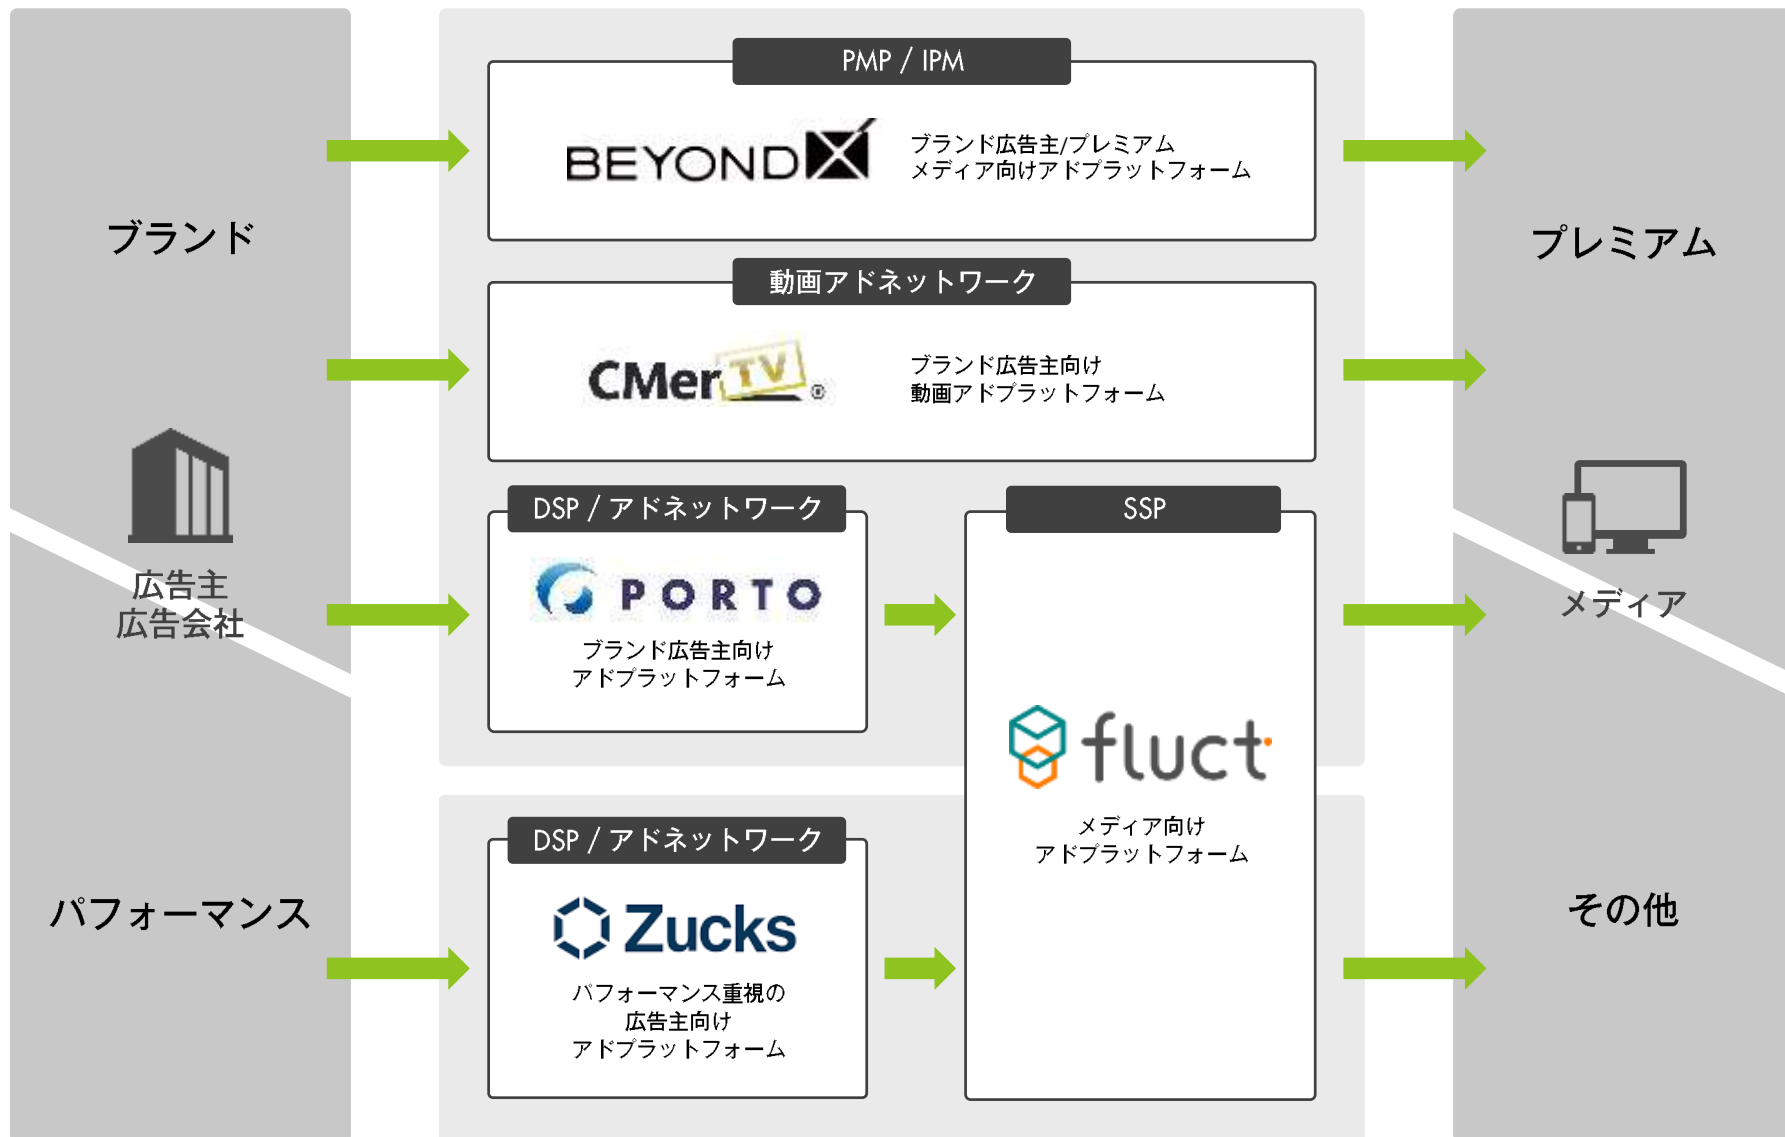 ブランド
広告主
広告会社
パフォーマンス
PMP / IPM
BEYONDX
ブランド広告主/プレミアム
メディア向けアドプラットフォーム
動画アドネットワーク
CMerTV®
ブランド広告主向け
動画アドプラットフォーム
DSP / アドネットワーク
PORTO
ブランド広告主向け
アドプラットフォーム
SSP
fluct
メディア向け
アドプラットフォーム
DSP / アドネットワーク
Zucks
パフォーマンス重視の
広告主向け
アドプラットフォーム
プレミアム
メディア
その他